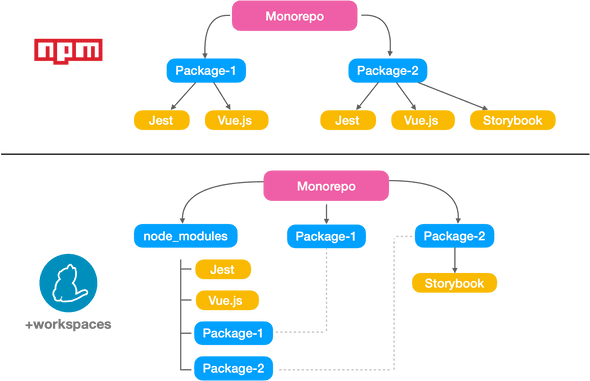 Monorepo
npm
Package-1
Package-2
Jest
Vue.js
Jest
Vue.js
Storybook
Monorepo
node_modules
Package-1
Package-2
Jest
Storybook
Vue.js
+workspaces
Package-1
Package-2